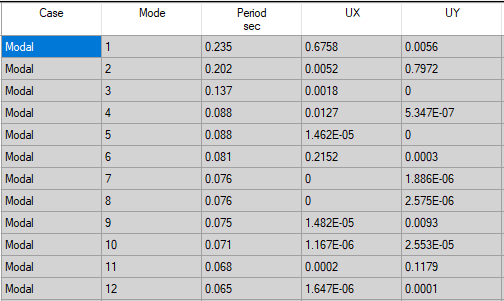 Case Mode Period UX UY
sec
Modal 1 0.235 0.6758 0.0056
Modal 2 0.202 0.0052 0.7972
Modal 3 0.137 0.0018 0
Modal 4 0.088 0.0127 5.347E-07
Modal 5 0.088 1.462E-05 0
Modal 6 0.081 0.2152 0.0003
Modal 7 0.076 0 1.886E-06
Modal 8 0.076 0 2.575E-06
Modal 9 0.075 1.482E-05 0.0093
Modal 10 0.071 1.167E-06 2.553E-05
Modal 11 0.068 0.0002 0.1179
Modal 12 0.065 1.647E-06 0.0001